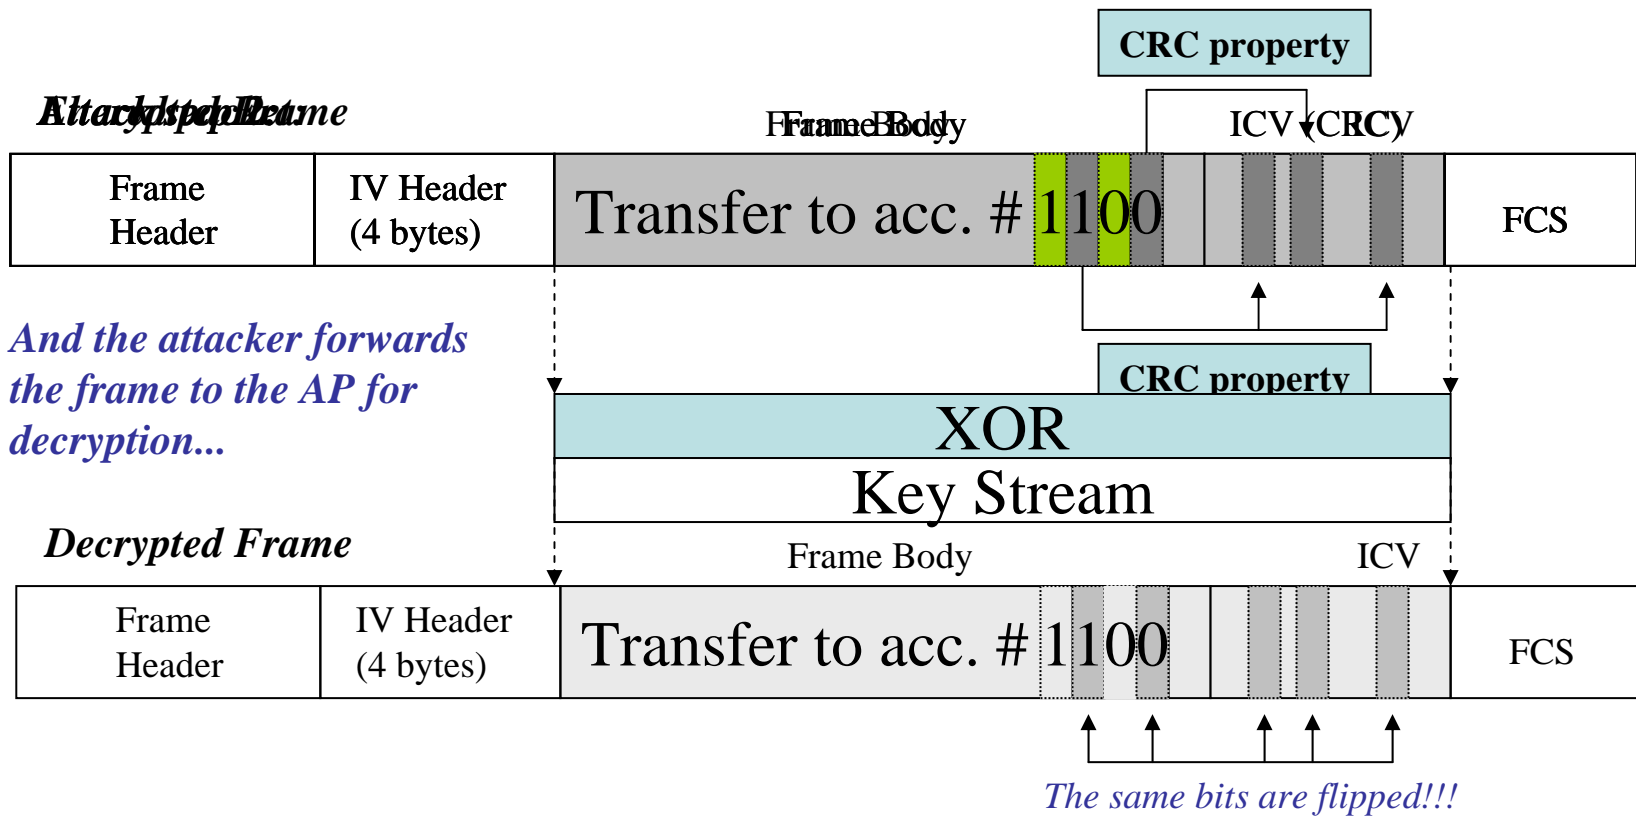 CRC property
Frame Body
ICV (CRC)
Frame
Header
IV Header
(4 bytes)
Transfer to acc. # 1100
FCS
And the attacker forwards
the frame to the AP for
decryption...
CRC property
XOR
Key Stream
Decrypted Frame
Frame Body
ICV
Frame
Header
IV Header
(4 bytes)
Transfer to acc. # 1100
FCS
The same bits are flipped!!!